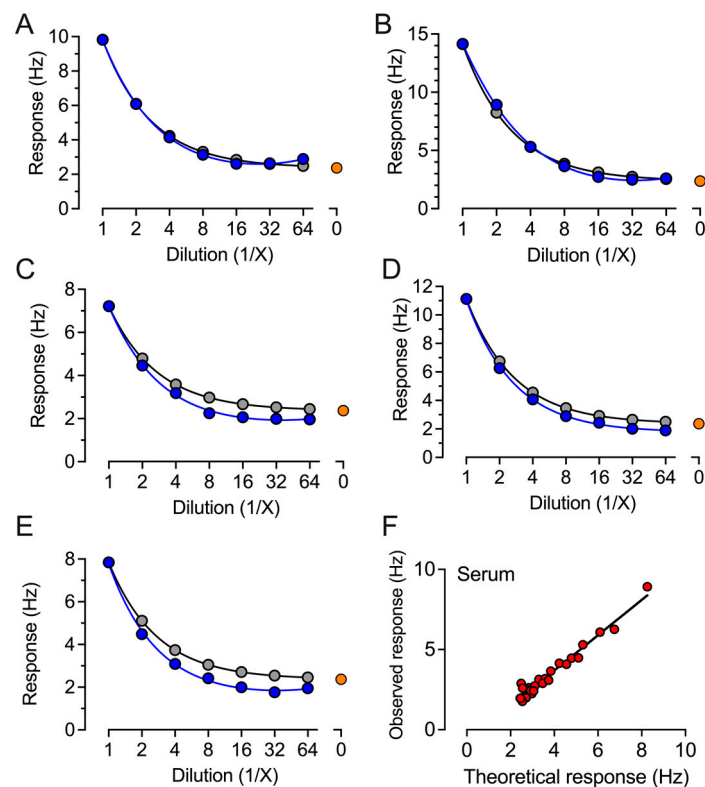 A
Response (Hz)
10
8
6
4
2
0
1 2 4 8 16 32 64 0
Dilution (1/X)
B
Response (Hz)
15
10
5
0
1 2 4 8 16 32 64 0
Dilution (1/X)
C
Response (Hz)
8
6
4
2
0
1 2 4 8 16 32 64 0
Dilution (1/X)
D
Response (Hz)
12
10
8
6
4
2
0
1 2 4 8 16 32 64 0
Dilution (1/X)
E
Response (Hz)
8
6
4
2
0
1 2 4 8 16 32 64 0
Dilution (1/X)
F
Observed response (Hz)
10
5
0
Serum
0 2 4 6 8 10
Theoretical response (Hz)